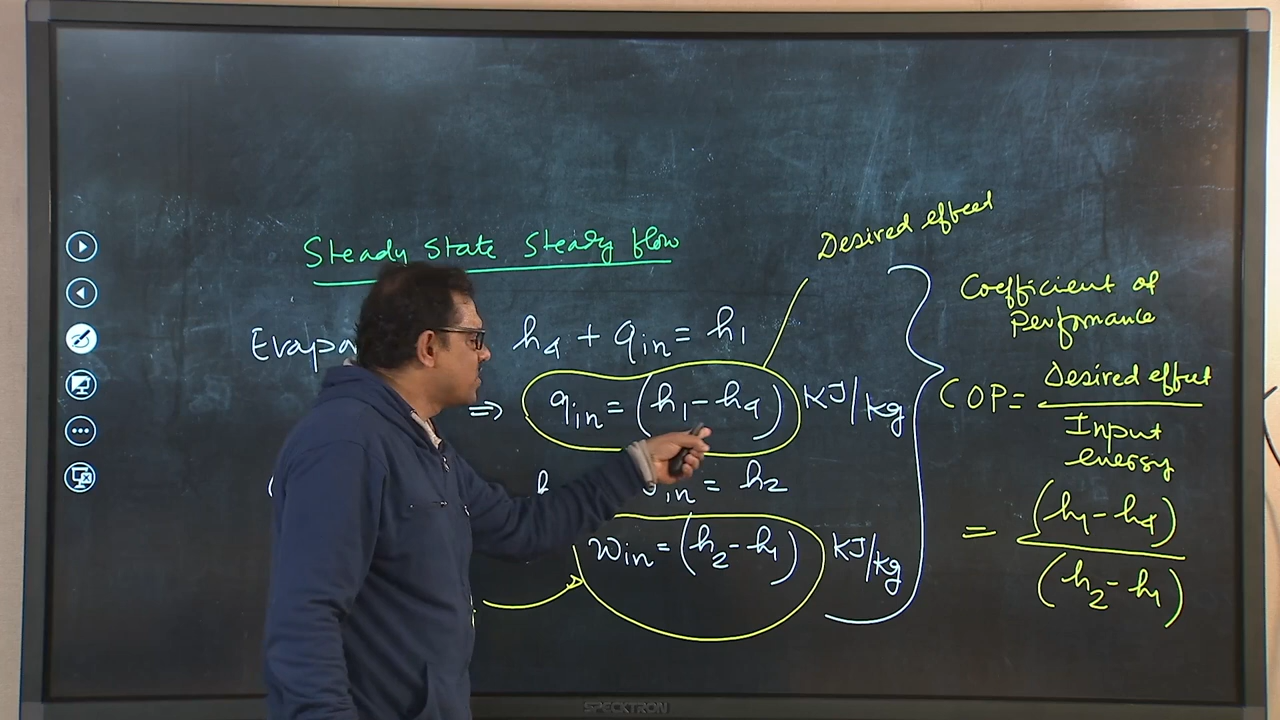 Desired effect
Steady State Steady flow
Coefficient of
Performance
h4 + qin = h1
⇒ qin = (h1 - h4) KJ/kg
COP = Desired effect
Input
energy
= h2
win = (h2 - h1) KJ/kg
= (h1 - h4)
(h2 - h1)
SPECKTRON